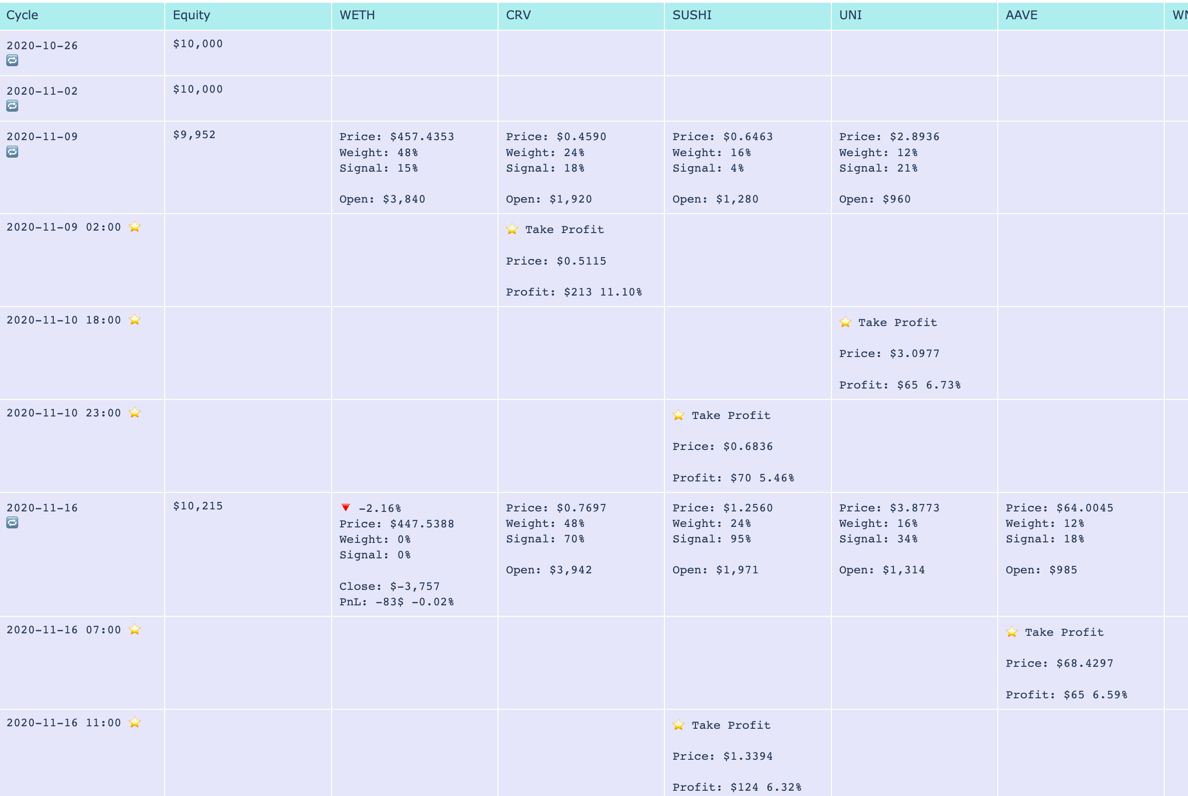 Cycle Equity WETH CRV SUSHI UNI AAVE
2020-10-26 $10,000
2020-11-02 $10,000
2020-11-09 $9,952
Price: $457.4353
Weight: 48%
Signal: 15%
Open: $3,840
Price: $0.4590
Weight: 24%
Signal: 18%
Open: $1,920
Price: $0.6463
Weight: 16%
Signal: 4%
Open: $1,280
Price: $2.8936
Weight: 12%
Signal: 21%
Open: $960
2020-11-09 02:00 ⭐
⭐ Take Profit
Price: $0.5115
Profit: $213 11.10%
2020-11-10 18:00 ⭐
⭐ Take Profit
Price: $3.0977
Profit: $65 6.73%
2020-11-10 23:00 ⭐
⭐ Take Profit
Price: $0.6836
Profit: $70 5.46%
2020-11-16 $10,215
🔻 -2.16%
Price: $447.5388
Weight: 0%
Signal: 0%
Close: $-3,757
PnL: -83$ -0.02%
Price: $0.7697
Weight: 48%
Signal: 70%
Open: $3,942
Price: $1.2560
Weight: 24%
Signal: 95%
Open: $1,971
Price: $3.8773
Weight: 16%
Signal: 34%
Open: $1,314
Price: $64.0045
Weight: 12%
Signal: 18%
Open: $985
2020-11-16 07:00 ⭐
⭐ Take Profit
Price: $68.4297
Profit: $65 6.59%
2020-11-16 11:00 ⭐
⭐ Take Profit
Price: $1.3394
Profit: $124 6.32%